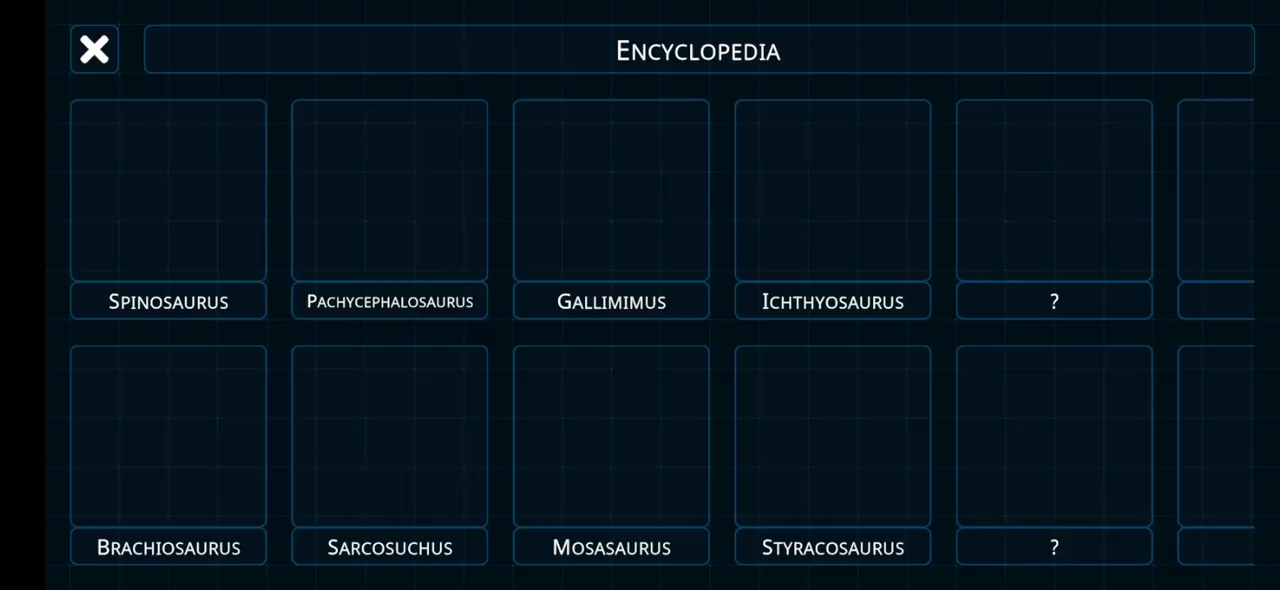 Encyclopedia
Spinosaurus
Pachycephalosaurus
Gallimimus
Ichthyosaurus
?
Brachiosaurus
Sarcosuchus
Mosasaurus
Styracosaurus
?